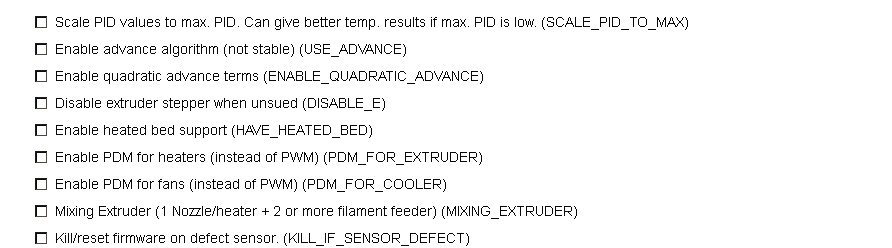 Scale PID values to max. PID. Can give better temp. results if max. PID is low. (SCALE_PID_TO_MAX)
Enable advance algorithm (not stable) (USE_ADVANCE)
Enable quadratic advance terms (ENABLE_QUADRATIC_ADVANCE)
Disable extruder stepper when unsued (DISABLE_E)
Enable heated bed support (HAVE_HEATED_BED)
Enable PDM for heaters (instead of PWM) (PDM_FOR_EXTRUDER)
Enable PDM for fans (instead of PWM) (PDM_FOR_COOLER)
Mixing Extruder (1 Nozzle/heater + 2 or more filament feeder) (MIXING_EXTRUDER)
Kill/reset firmware on defect sensor. (KILL_IF_SENSOR_DEFECT)